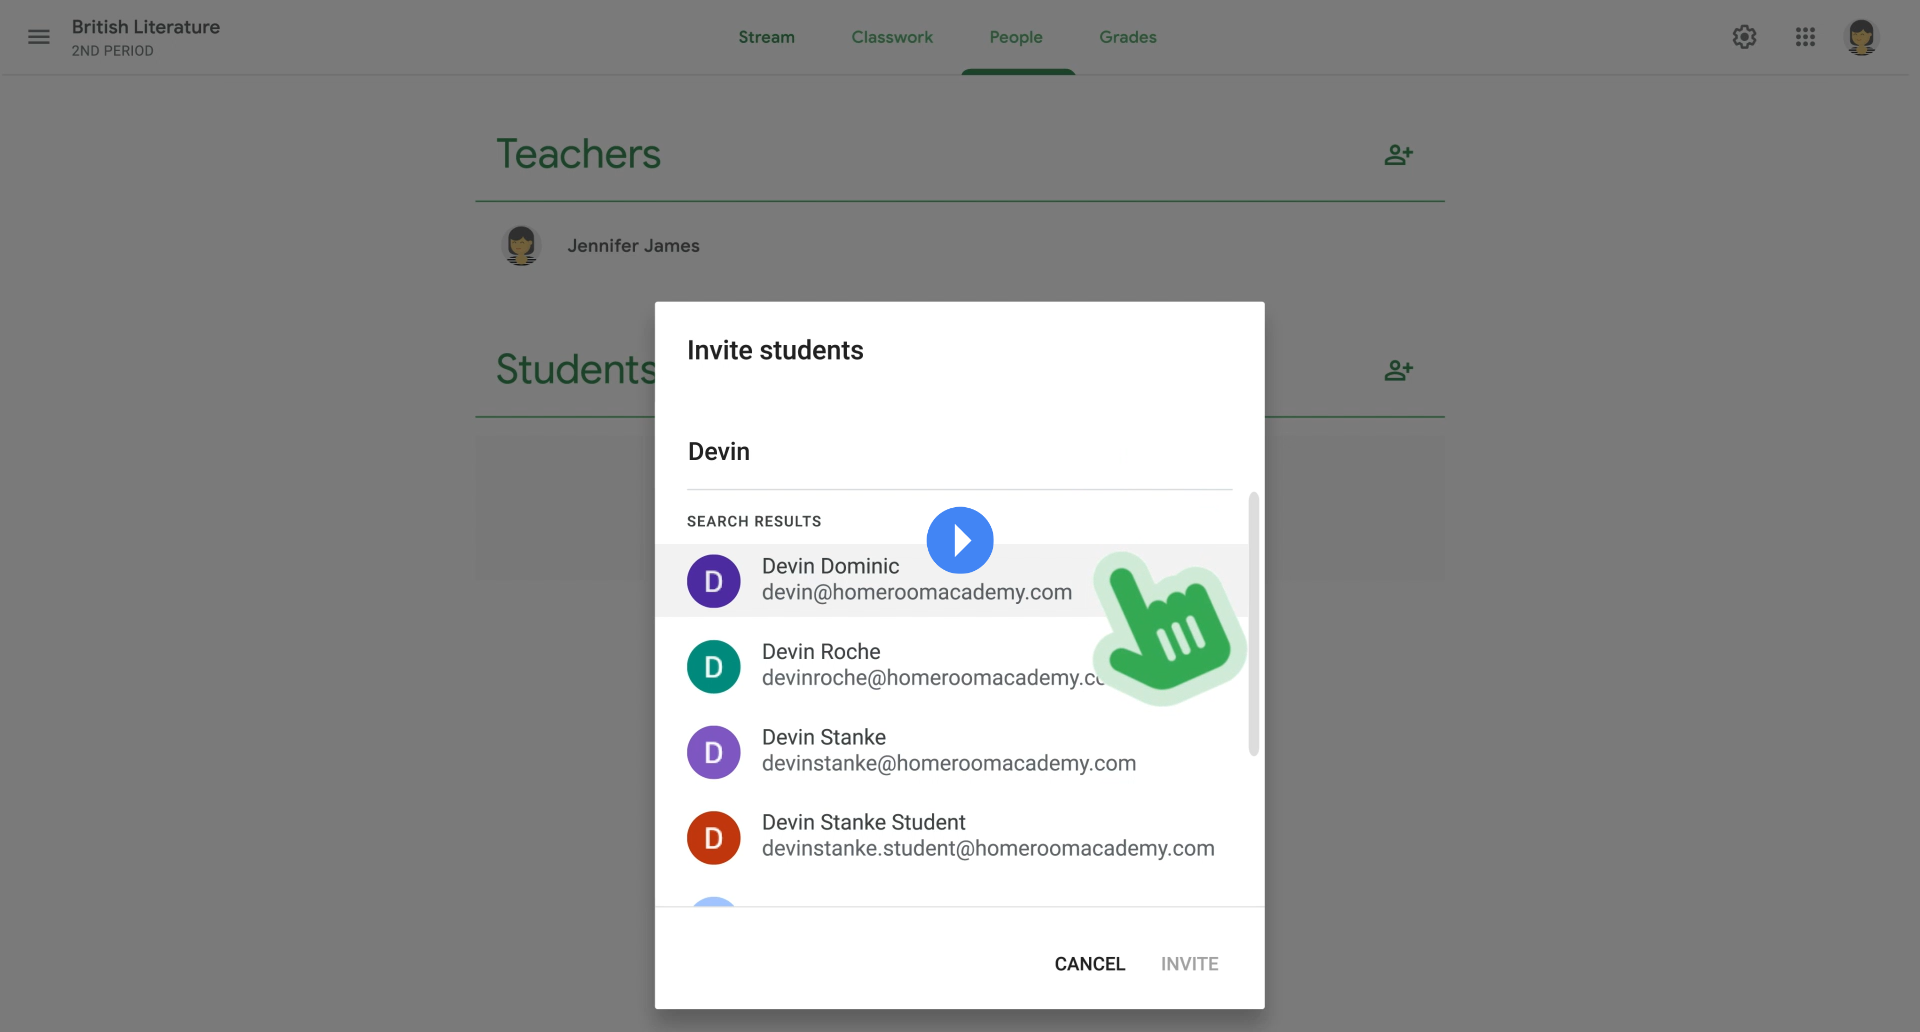 British Literature
2ND PERIOD
Stream Classwork People Grades
Teachers
Jennifer James
Students
Invite students
Devin
SEARCH RESULTS
D
Devin Dominic
devin@homeroomacademy.com
D
Devin Roche
devinroche@homeroomacademy.co
D
Devin Stanke
devinstanke@homeroomacademy.com
D
Devin Stanke Student
devinstanke.student@homeroomacademy.com
CANCEL INVITE